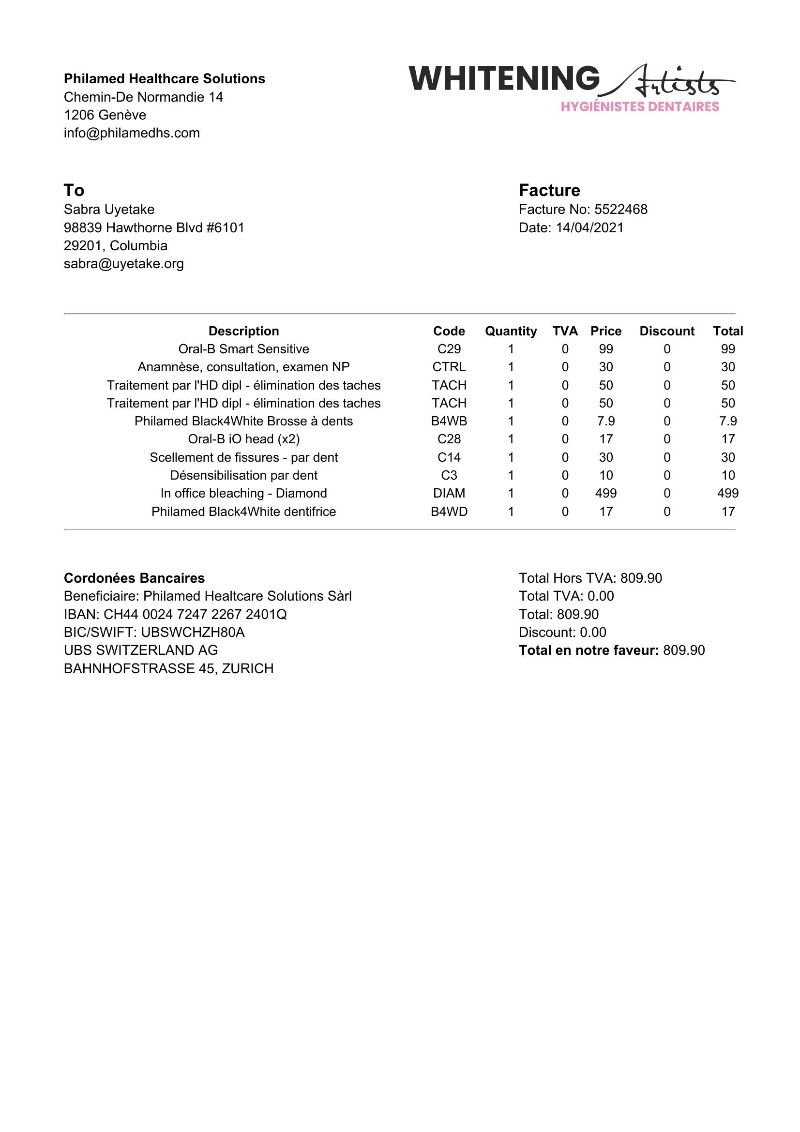 Philamed Healthcare Solutions
Chemin-De Normandie 14
1206 Genève
info@philamedhs.com
WHITENING Artists
HYGIÉNISTES DENTAIRES
To
Sabra Uyetake
98839 Hawthorne Blvd #6101
29201, Columbia
sabra@uyetake.org
Facture
Facture No: 5522468
Date: 14/04/2021
Description Code Quantity TVA Price Discount Total
Oral-B Smart Sensitive C29 1 0 99 0 99
Anamnèse, consultation, examen NP CTRL 1 0 30 0 30
Traitement par l'HD dipl - élimination des taches TACH 1 0 50 0 50
Traitement par l'HD dipl - élimination des taches TACH 1 0 50 0 50
Philamed Black4White Brosse à dents B4WB 1 0 7.9 0 7.9
Oral-B iO head (x2) C28 1 0 17 0 17
Scellement de fissures - par dent C14 1 0 30 0 30
Désensibilisation par dent C3 1 0 10 0 10
In office bleaching - Diamond DIAM 1 0 499 0 499
Philamed Black4White dentifrice B4WD 1 0 17 0 17
Cordonées Bancaires
Beneficiaire: Philamed Healtcare Solutions Sàrl
IBAN: CH44 0024 7247 2267 2401Q
BIC/SWIFT: UBSWCHZH80A
UBS SWITZERLAND AG
BAHNHOFSTRASSE 45, ZURICH
Total Hors TVA: 809.90
Total TVA: 0.00
Total: 809.90
Discount: 0.00
Total en notre faveur: 809.90